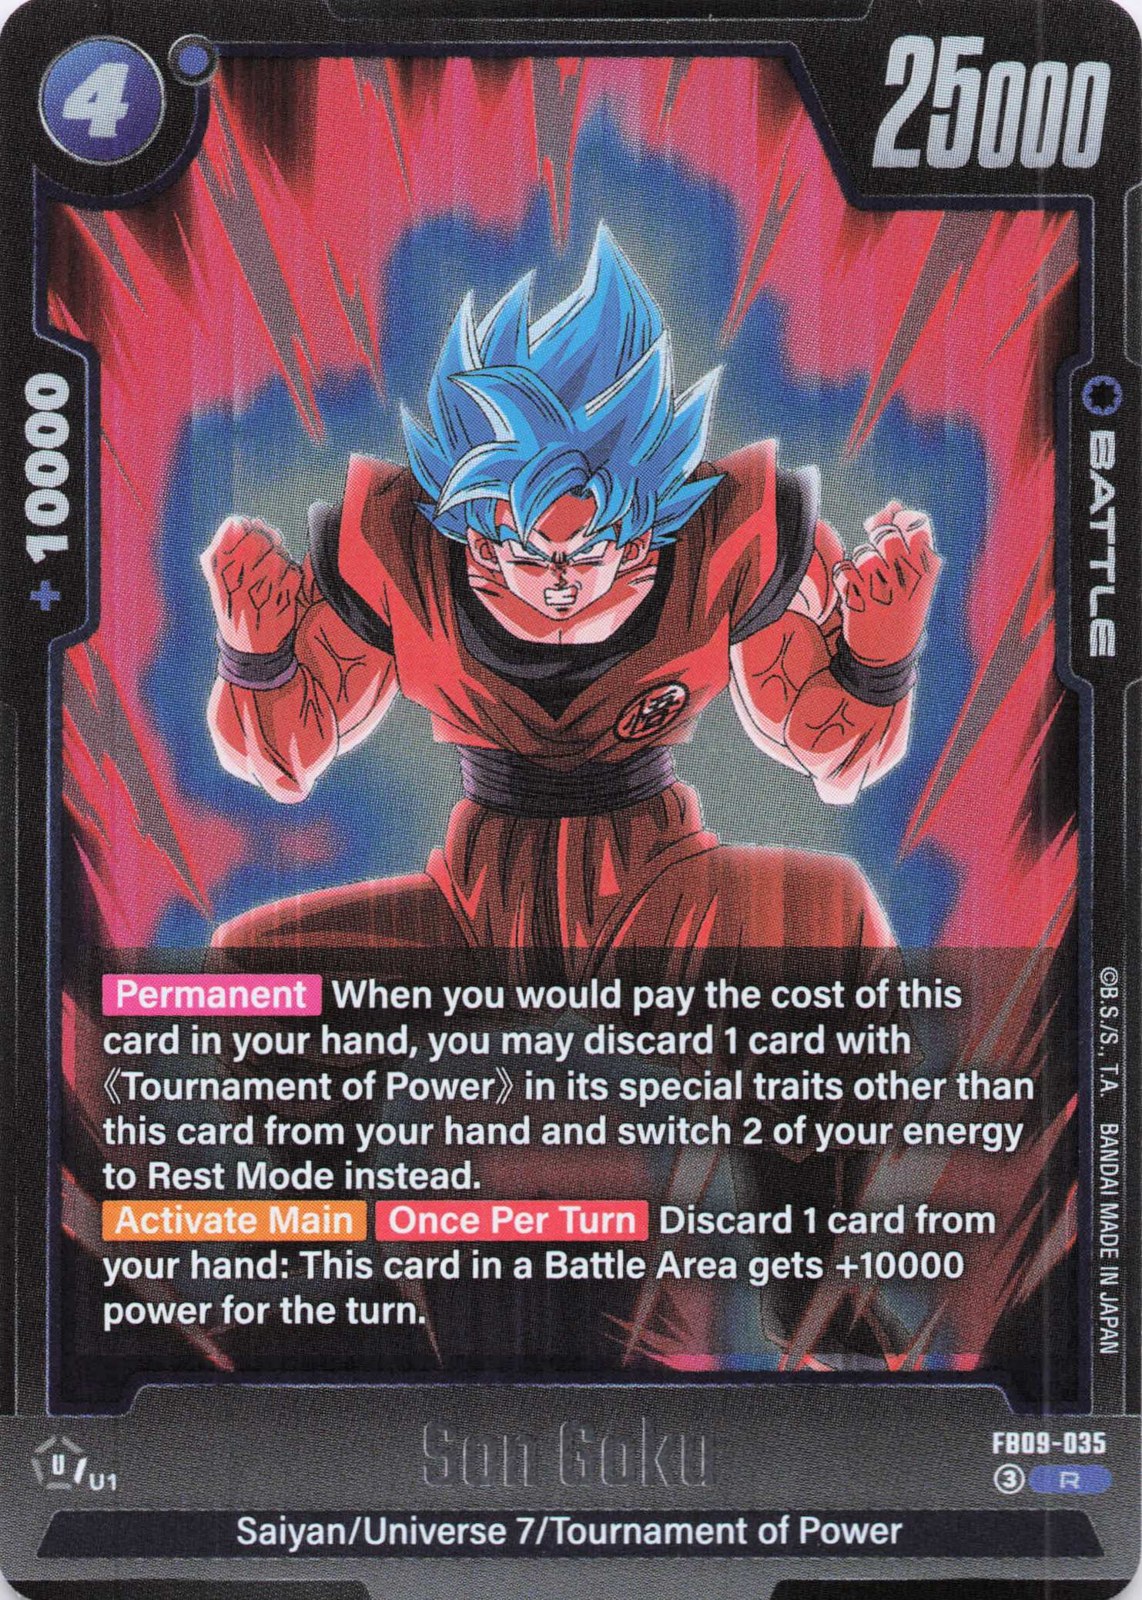 4
25000
+10000
BATTLE
悟
Permanent When you would pay the cost of this
card in your hand, you may discard 1 card with
《Tournament of Power》 in its special traits other than
this card from your hand and switch 2 of your energy
to Rest Mode instead.
Activate Main Once Per Turn Discard 1 card from
your hand: This card in a Battle Area gets +10000
power for the turn.
©B.S./S., T.A. BANDAI MADE IN JAPAN
Son Goku
FB09-035
U/U1
③ R
Saiyan/Universe 7/Tournament of Power